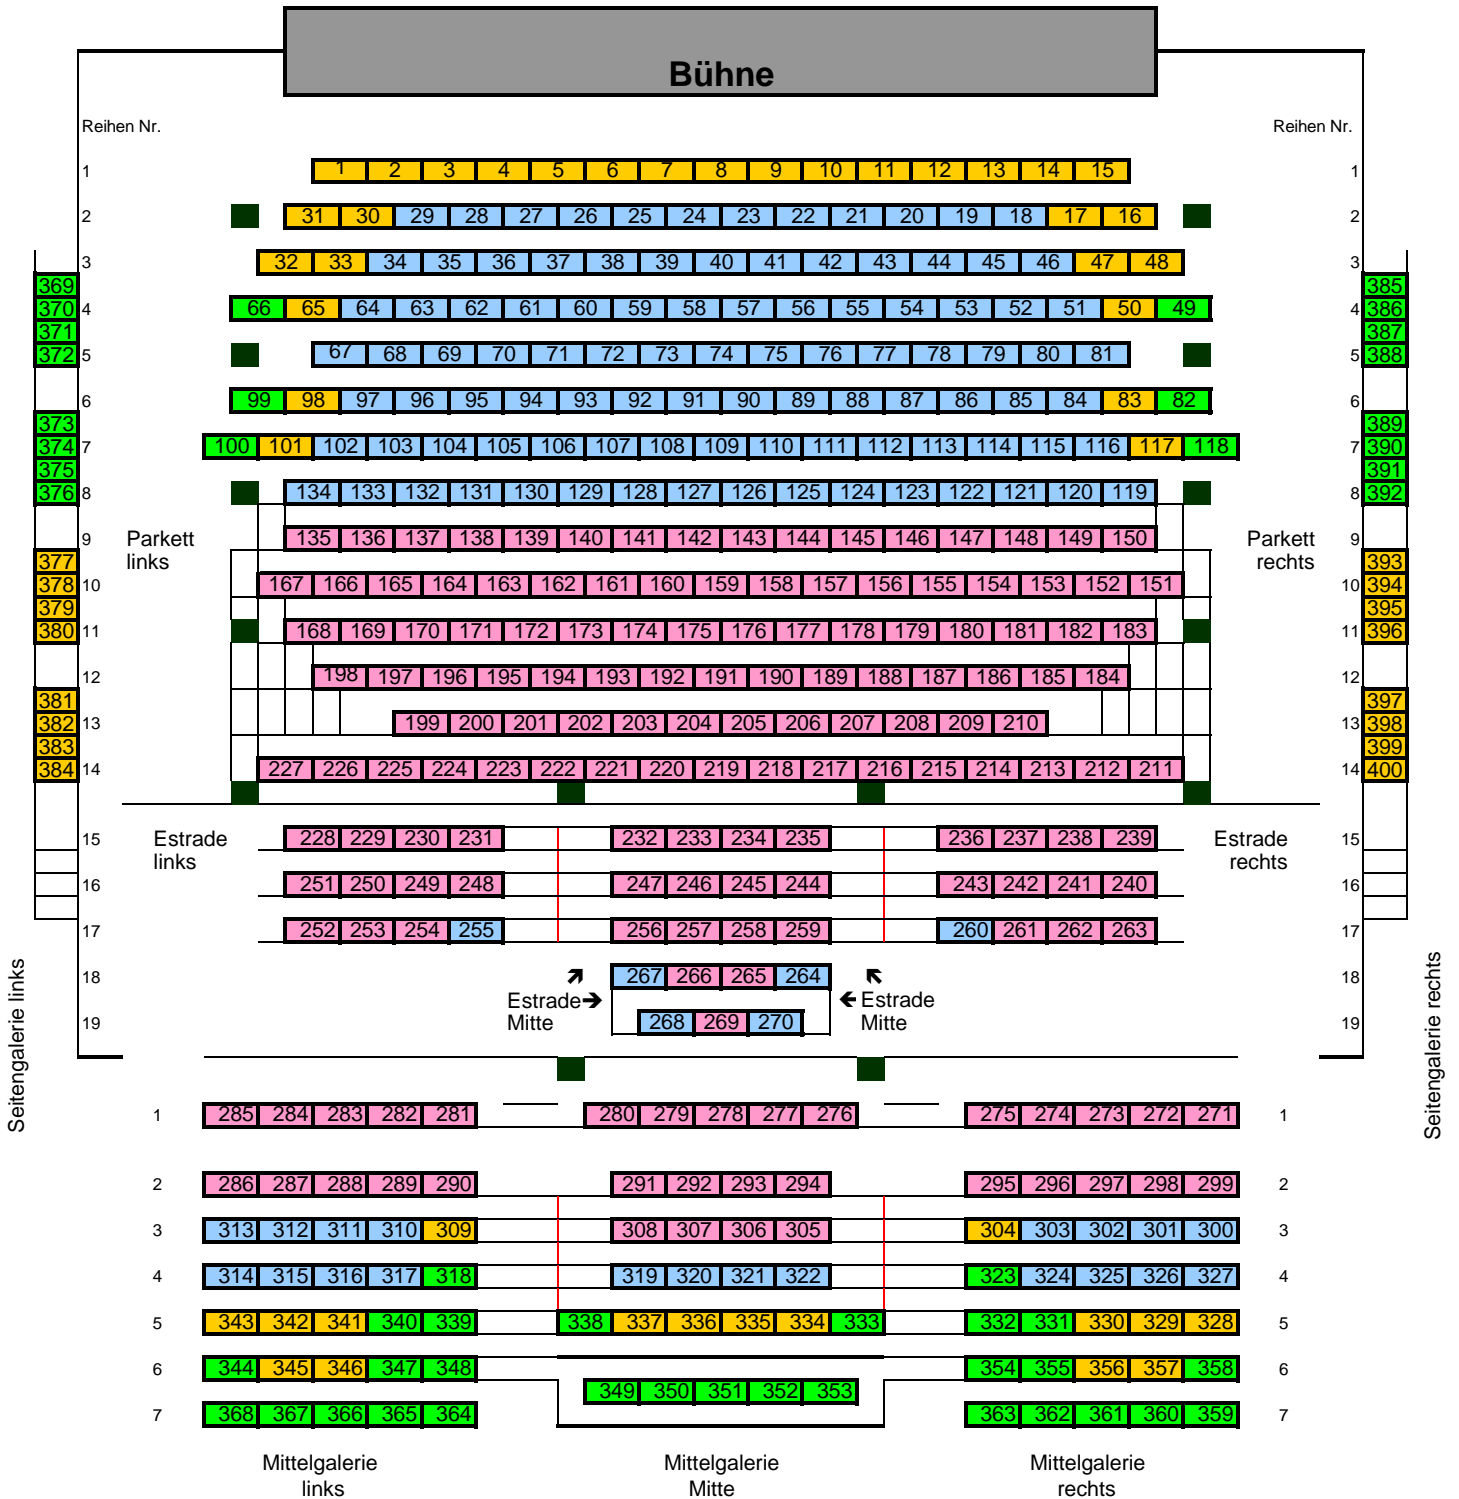 Bühne
Reihen Nr. Reihen Nr.
1 1 2 3 4 5 6 7 8 9 10 11 12 13 14 15 1
2 31 30 29 28 27 26 25 24 23 22 21 20 19 18 17 16 2
3 32 33 34 35 36 37 38 39 40 41 42 43 44 45 46 47 48 3
369 385
370 4 66 65 64 63 62 61 60 59 58 57 56 55 54 53 52 51 50 49 4 386
371 387
372 5 67 68 69 70 71 72 73 74 75 76 77 78 79 80 81 5 388
6 99 98 97 96 95 94 93 92 91 90 89 88 87 86 85 84 83 82 6
373 389
374 7 100 101 102 103 104 105 106 107 108 109 110 111 112 113 114 115 116 117 118 7 390
375 391
376 8 134 133 132 131 130 129 128 127 126 125 124 123 122 121 120 119 8 392
9 Parkett 135 136 137 138 139 140 141 142 143 144 145 146 147 148 149 150 Parkett 9
377 links rechts 393
378 10 167 166 165 164 163 162 161 160 159 158 157 156 155 154 153 152 151 10 394
379 395
380 11 168 169 170 171 172 173 174 175 176 177 178 179 180 181 182 183 11 396
12 198 197 196 195 194 193 192 191 190 189 188 187 186 185 184 12
381 397
382 13 199 200 201 202 203 204 205 206 207 208 209 210 13 398
383 399
384 14 227 226 225 224 223 222 221 220 219 218 217 216 215 214 213 212 211 14 400
15 Estrade 228 229 230 231 232 233 234 235 236 237 238 239 Estrade 15
links rechts
16 251 250 249 248 247 246 245 244 243 242 241 240 16
17 252 253 254 255 256 257 258 259 260 261 262 263 17
18 267 266 265 264 18
Estrade Estrade
Mitte Mitte
19 268 269 270 19
Seitengalerie links
Seitengalerie rechts
1 285 284 283 282 281 280 279 278 277 276 275 274 273 272 271 1
2 286 287 288 289 290 291 292 293 294 295 296 297 298 299 2
3 313 312 311 310 309 308 307 306 305 304 303 302 301 300 3
4 314 315 316 317 318 319 320 321 322 323 324 325 326 327 4
5 343 342 341 340 339 338 337 336 335 334 333 332 331 330 329 328 5
6 344 345 346 347 348 354 355 356 357 358 6
349 350 351 352 353
7 368 367 366 365 364 363 362 361 360 359 7
Mittelgalerie Mittelgalerie Mittelgalerie
links Mitte rechts